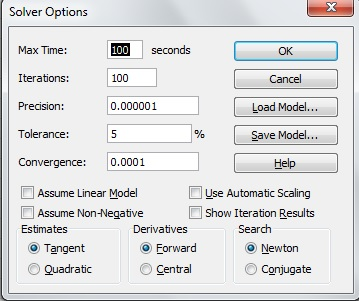 Solver Options
Max Time: 100 seconds OK
Iterations: 100 Cancel
Precision: 0.000001 Load Model...
Tolerance: 5 % Save Model...
Convergence: 0.0001 Help
Assume Linear Model Use Automatic Scaling
Assume Non-Negative Show Iteration Results
Estimates Derivatives Search
Tangent Forward Newton
Quadratic Central Conjugate